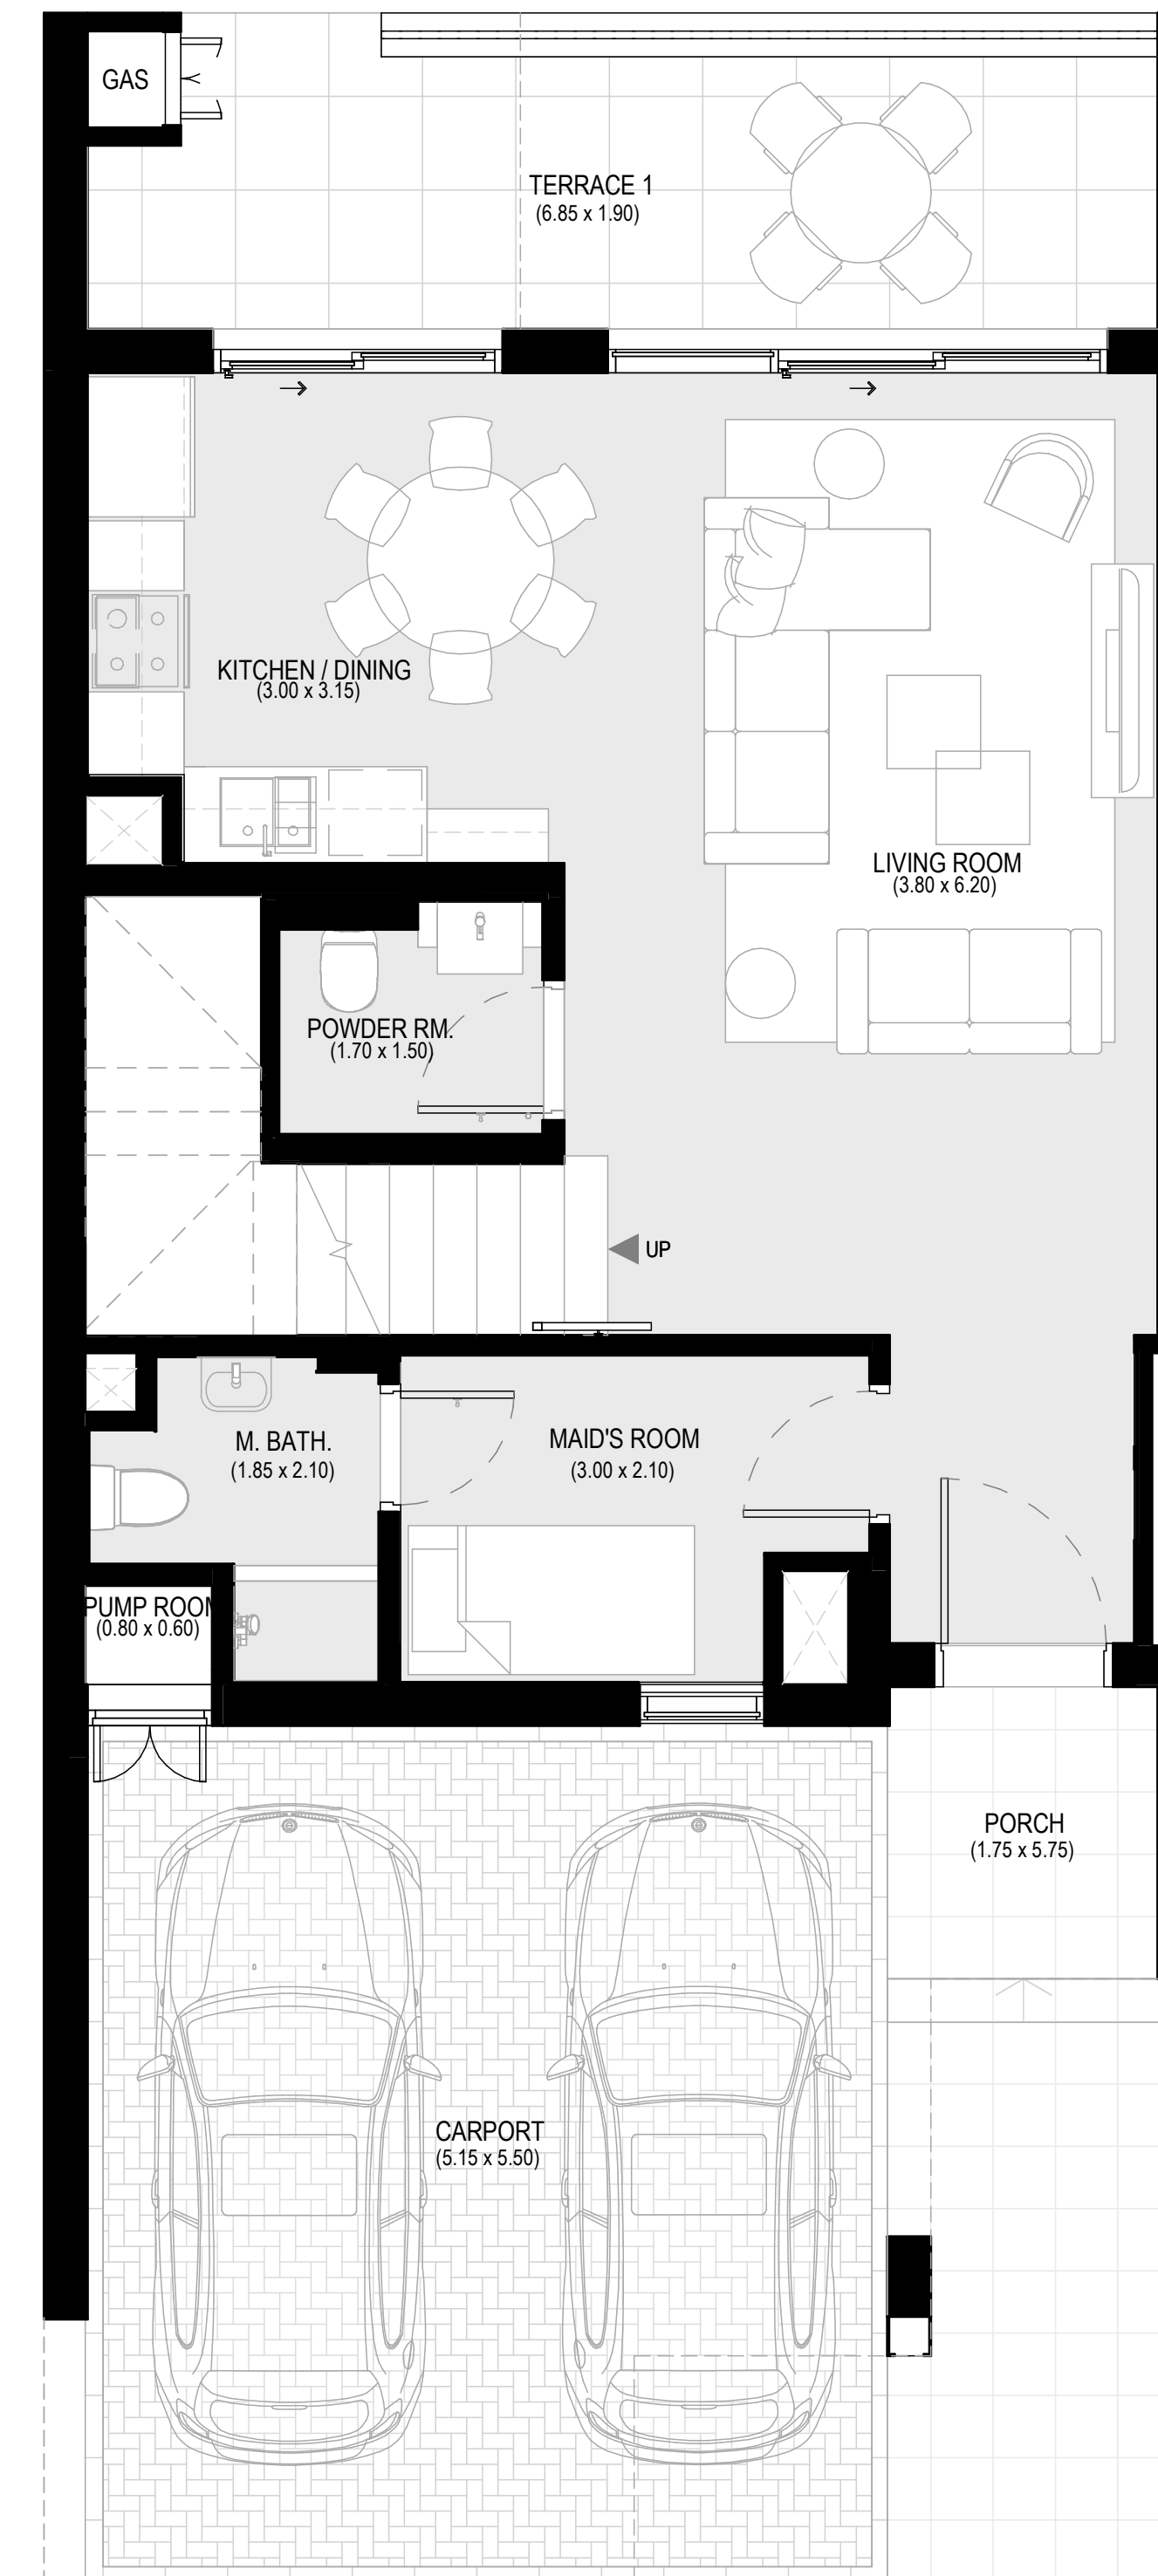 GAS
TERRACE 1
(6.85 x 1.90)
KITCHEN / DINING
(3.00 x 3.15)
LIVING ROOM
(3.80 x 6.20)
POWDER RM.
(1.70 x 1.50)
UP
M. BATH.
(1.85 x 2.10)
MAID'S ROOM
(3.00 x 2.10)
PUMP ROOM
(0.80 x 0.60)
PORCH
(1.75 x 5.75)
CARPORT
(5.15 x 5.50)